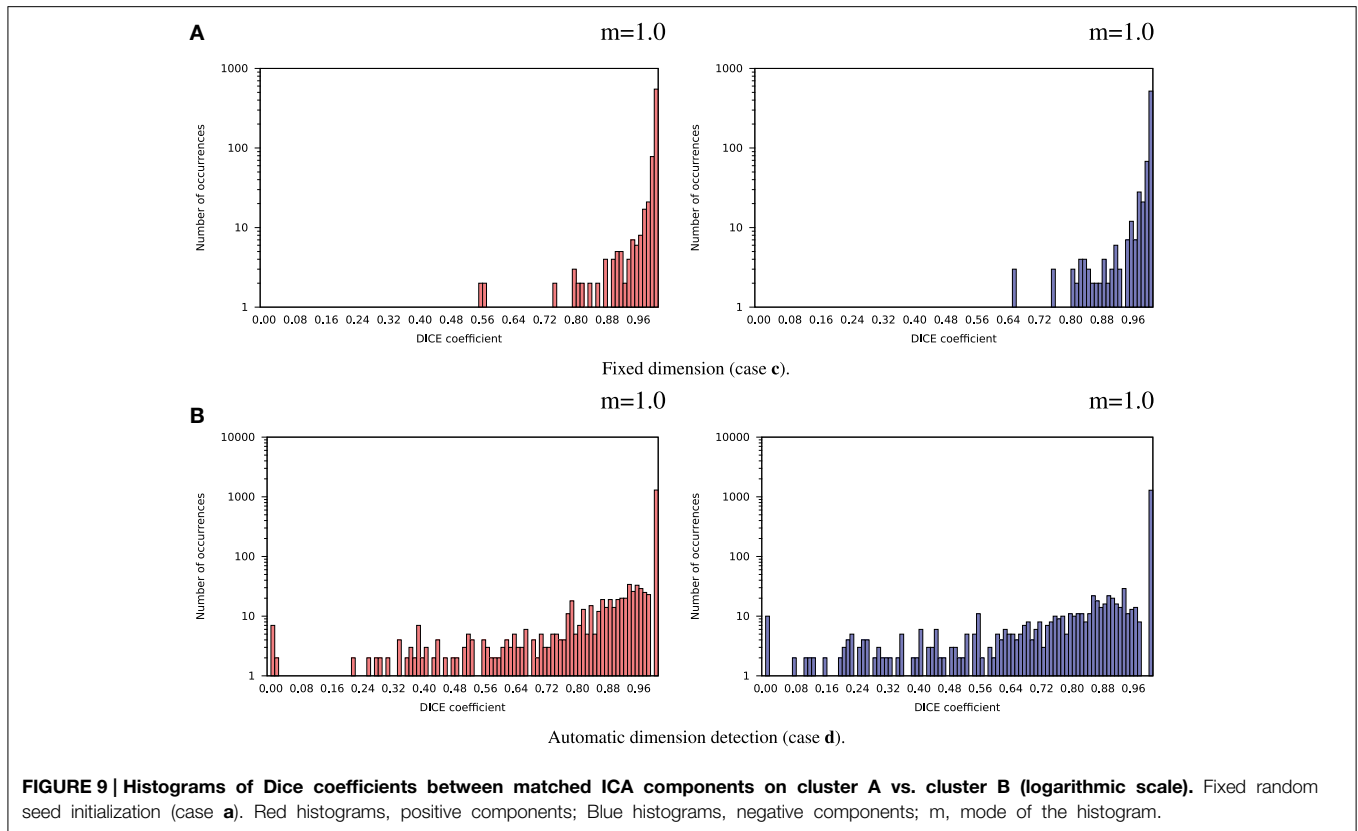 A
m=1.0
m=1.0
1000
100
10
1
Number of occurrences
0.00 0.08 0.16 0.24 0.32 0.40 0.48 0.56 0.64 0.72 0.80 0.88 0.96
DICE coefficient
1000
100
10
1
Number of occurrences
0.00 0.08 0.16 0.24 0.32 0.40 0.48 0.56 0.64 0.72 0.80 0.88 0.96
DICE coefficient
Fixed dimension (case c).
B
m=1.0
m=1.0
10000
1000
100
10
1
Number of occurrences
0.00 0.08 0.16 0.24 0.32 0.40 0.48 0.56 0.64 0.72 0.80 0.88 0.96
DICE coefficient
10000
1000
100
10
1
Number of occurrences
0.00 0.08 0.16 0.24 0.32 0.40 0.48 0.56 0.64 0.72 0.80 0.88 0.96
DICE coefficient
Automatic dimension detection (case d).
FIGURE 9 | Histograms of Dice coefficients between matched ICA components on cluster A vs. cluster B (logarithmic scale). Fixed random
seed initialization (case a). Red histograms, positive components; Blue histograms, negative components; m, mode of the histogram.